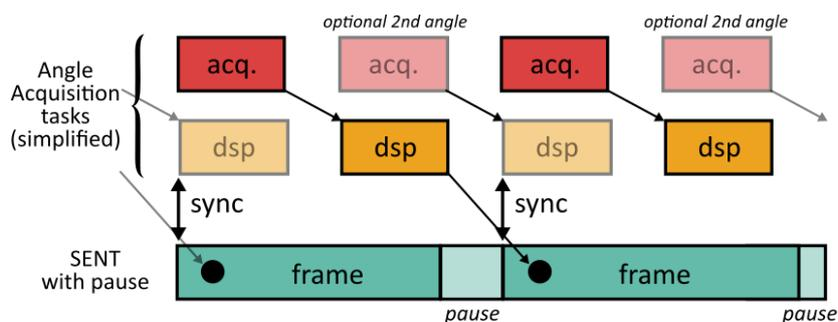 optional 2nd angle
optional 2nd angle
Angle
Acquisition
tasks
(simplified)
acq.
acq.
acq.
acq.
dsp
dsp
dsp
dsp
sync
sync
SENT
with pause
frame
frame
pause
pause